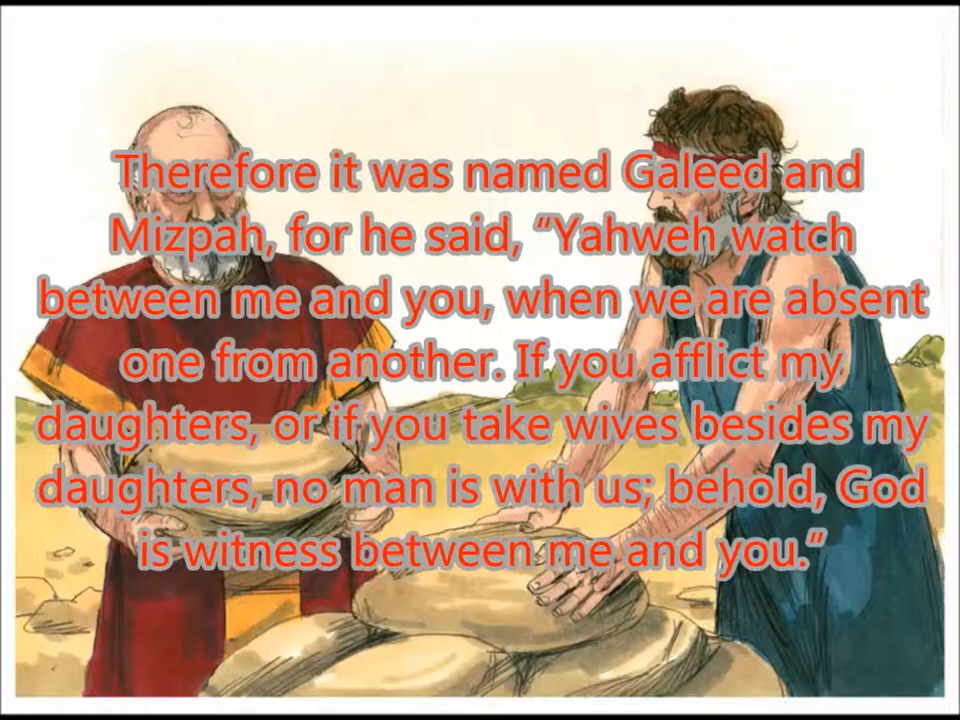 Therefore it was named Galeed and
Mizpah, for he said, “Yahweh watch
between me and you, when we are absent
one from another. If you afflict my
daughters, or if you take wives besides my
daughters, no man is with us; behold, God
is witness between me and you.”